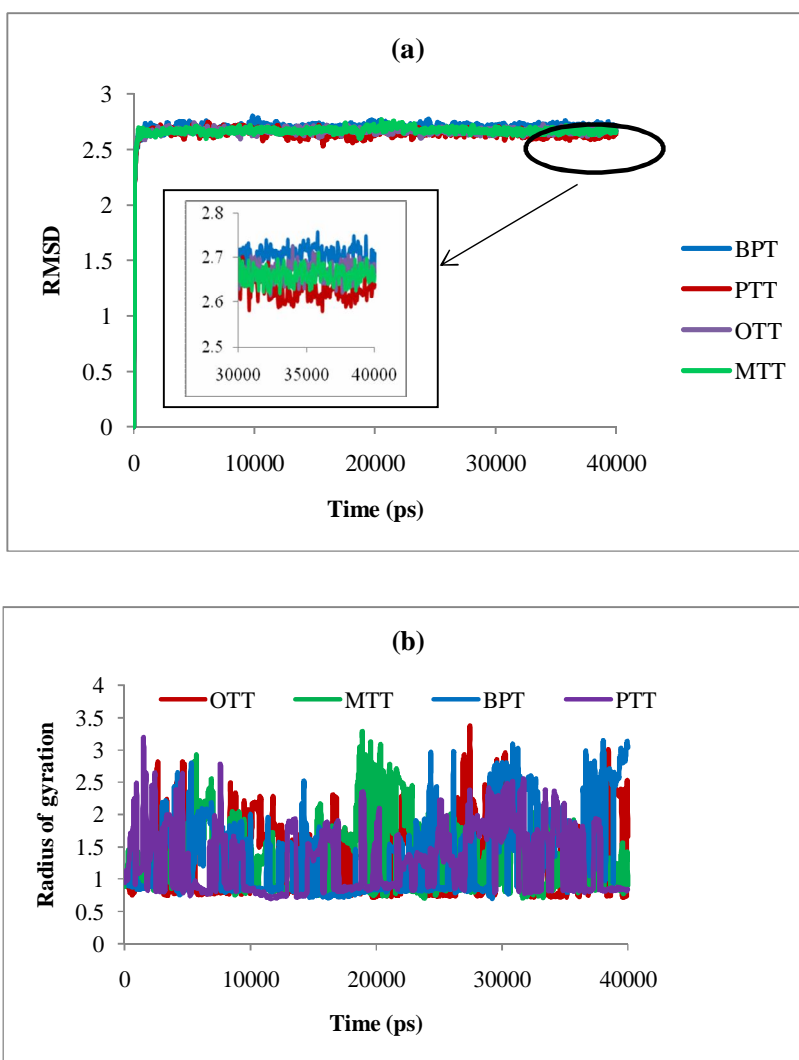 (a)
3
2.5
2
1.5
1
0.5
0
RMSD
0 10000 20000 30000 40000
Time (ps)
2.8
2.7
2.6
2.5
30000 35000 40000
BPT
PTT
OTT
MTT
(b)
OTT MTT BPT PTT
4
3.5
3
2.5
2
1.5
1
0.5
0
Radius of gyration
0 10000 20000 30000 40000
Time (ps)